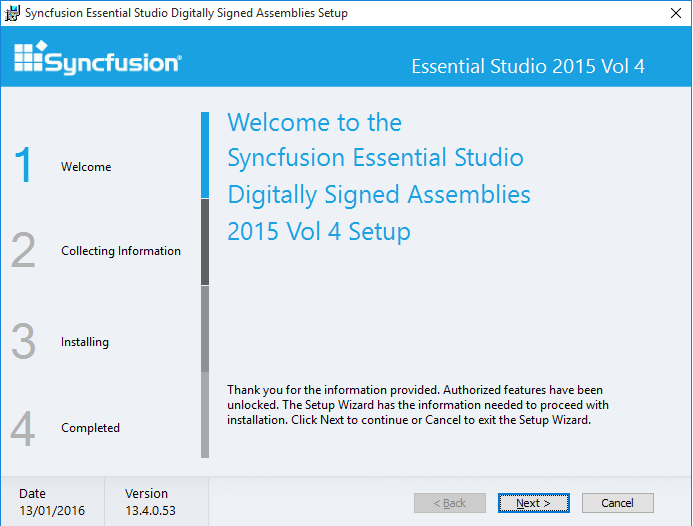 Syncfusion Essential Studio Digitally Signed Assemblies Setup
Syncfusion®
Essential Studio 2015 Vol 4
1 Welcome
2 Collecting Information
3 Installing
4 Completed
Welcome to the
Syncfusion Essential Studio
Digitally Signed Assemblies
2015 Vol 4 Setup
Thank you for the information provided. Authorized features have been
unlocked. The Setup Wizard has the information needed to proceed with
installation. Click Next to continue or Cancel to exit the Setup Wizard.
Date
13/01/2016
Version
13.4.0.53
< Back
Next >
Cancel